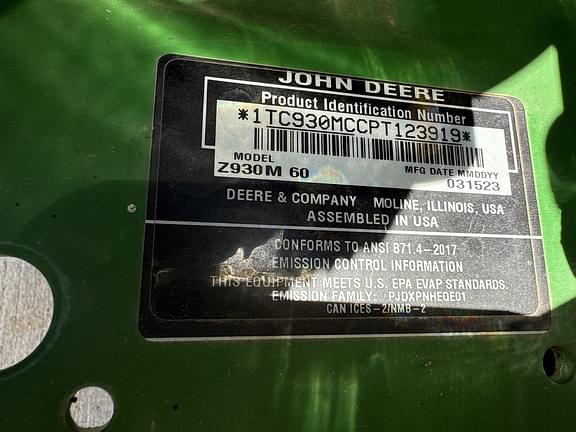 JOHN DEERE
Product Identification Number
*1TC930MCCPT123919*
MODEL MFG DATE MMDDYY
Z930M 60 031523
DEERE & COMPANY MOLINE, ILLINOIS, USA
ASSEMBLED IN USA
CONFORMS TO ANSI B71.4-2017
EMISSION CONTROL INFORMATION
THIS EQUIPMENT MEETS U.S. EPA EVAP STANDARDS.
EMISSION FAMILY: PJDXPNHEQE01
CAN ICES-2/NMB-2